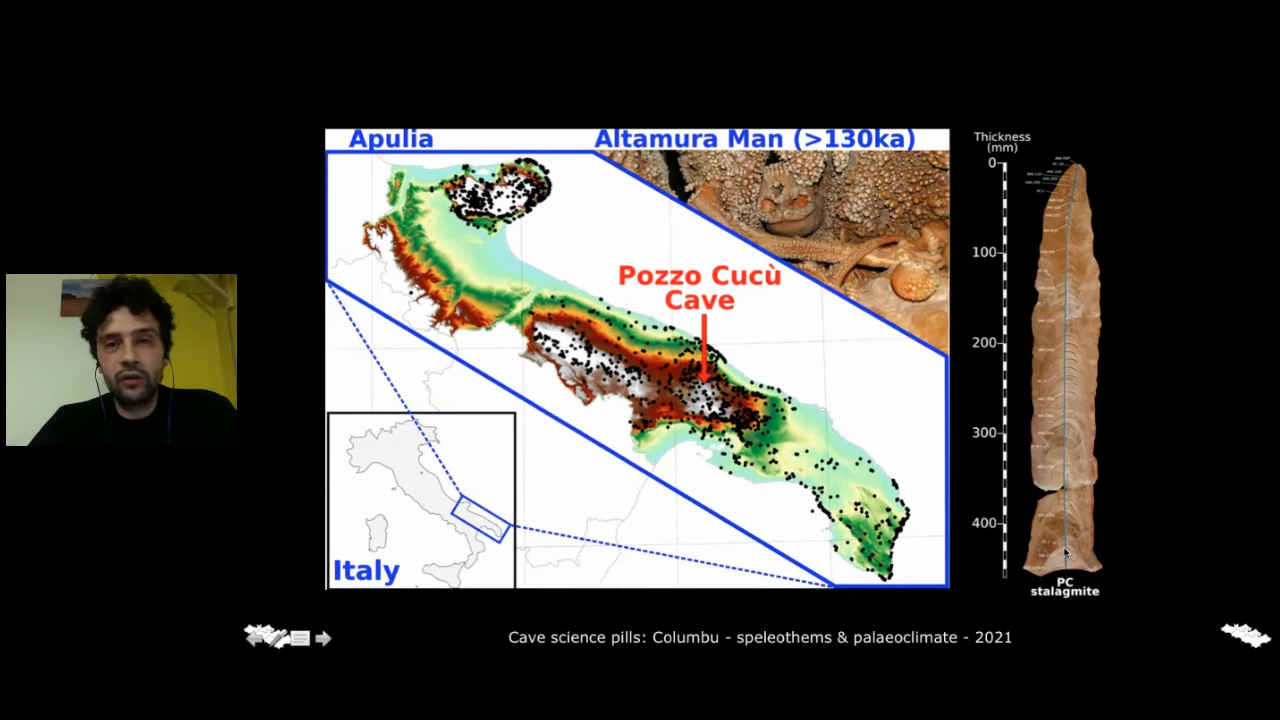 Apulia
Altamura Man (>130ka)
Pozzo Cucù
Cave
Italy
Thickness
(mm)
0
100
200
300
400
PC
stalagmite
Cave science pills: Columbu - speleothems & palaeoclimate - 2021